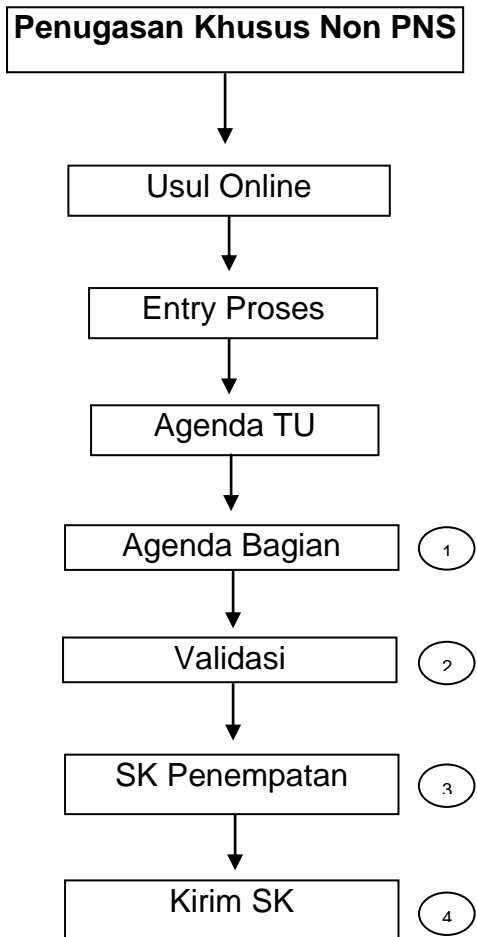 Penugasan Khusus Non PNS
Usul Online
Entry Proses
Agenda TU
Agenda Bagian
1
Validasi
2
SK Penempatan
3
Kirim SK
4